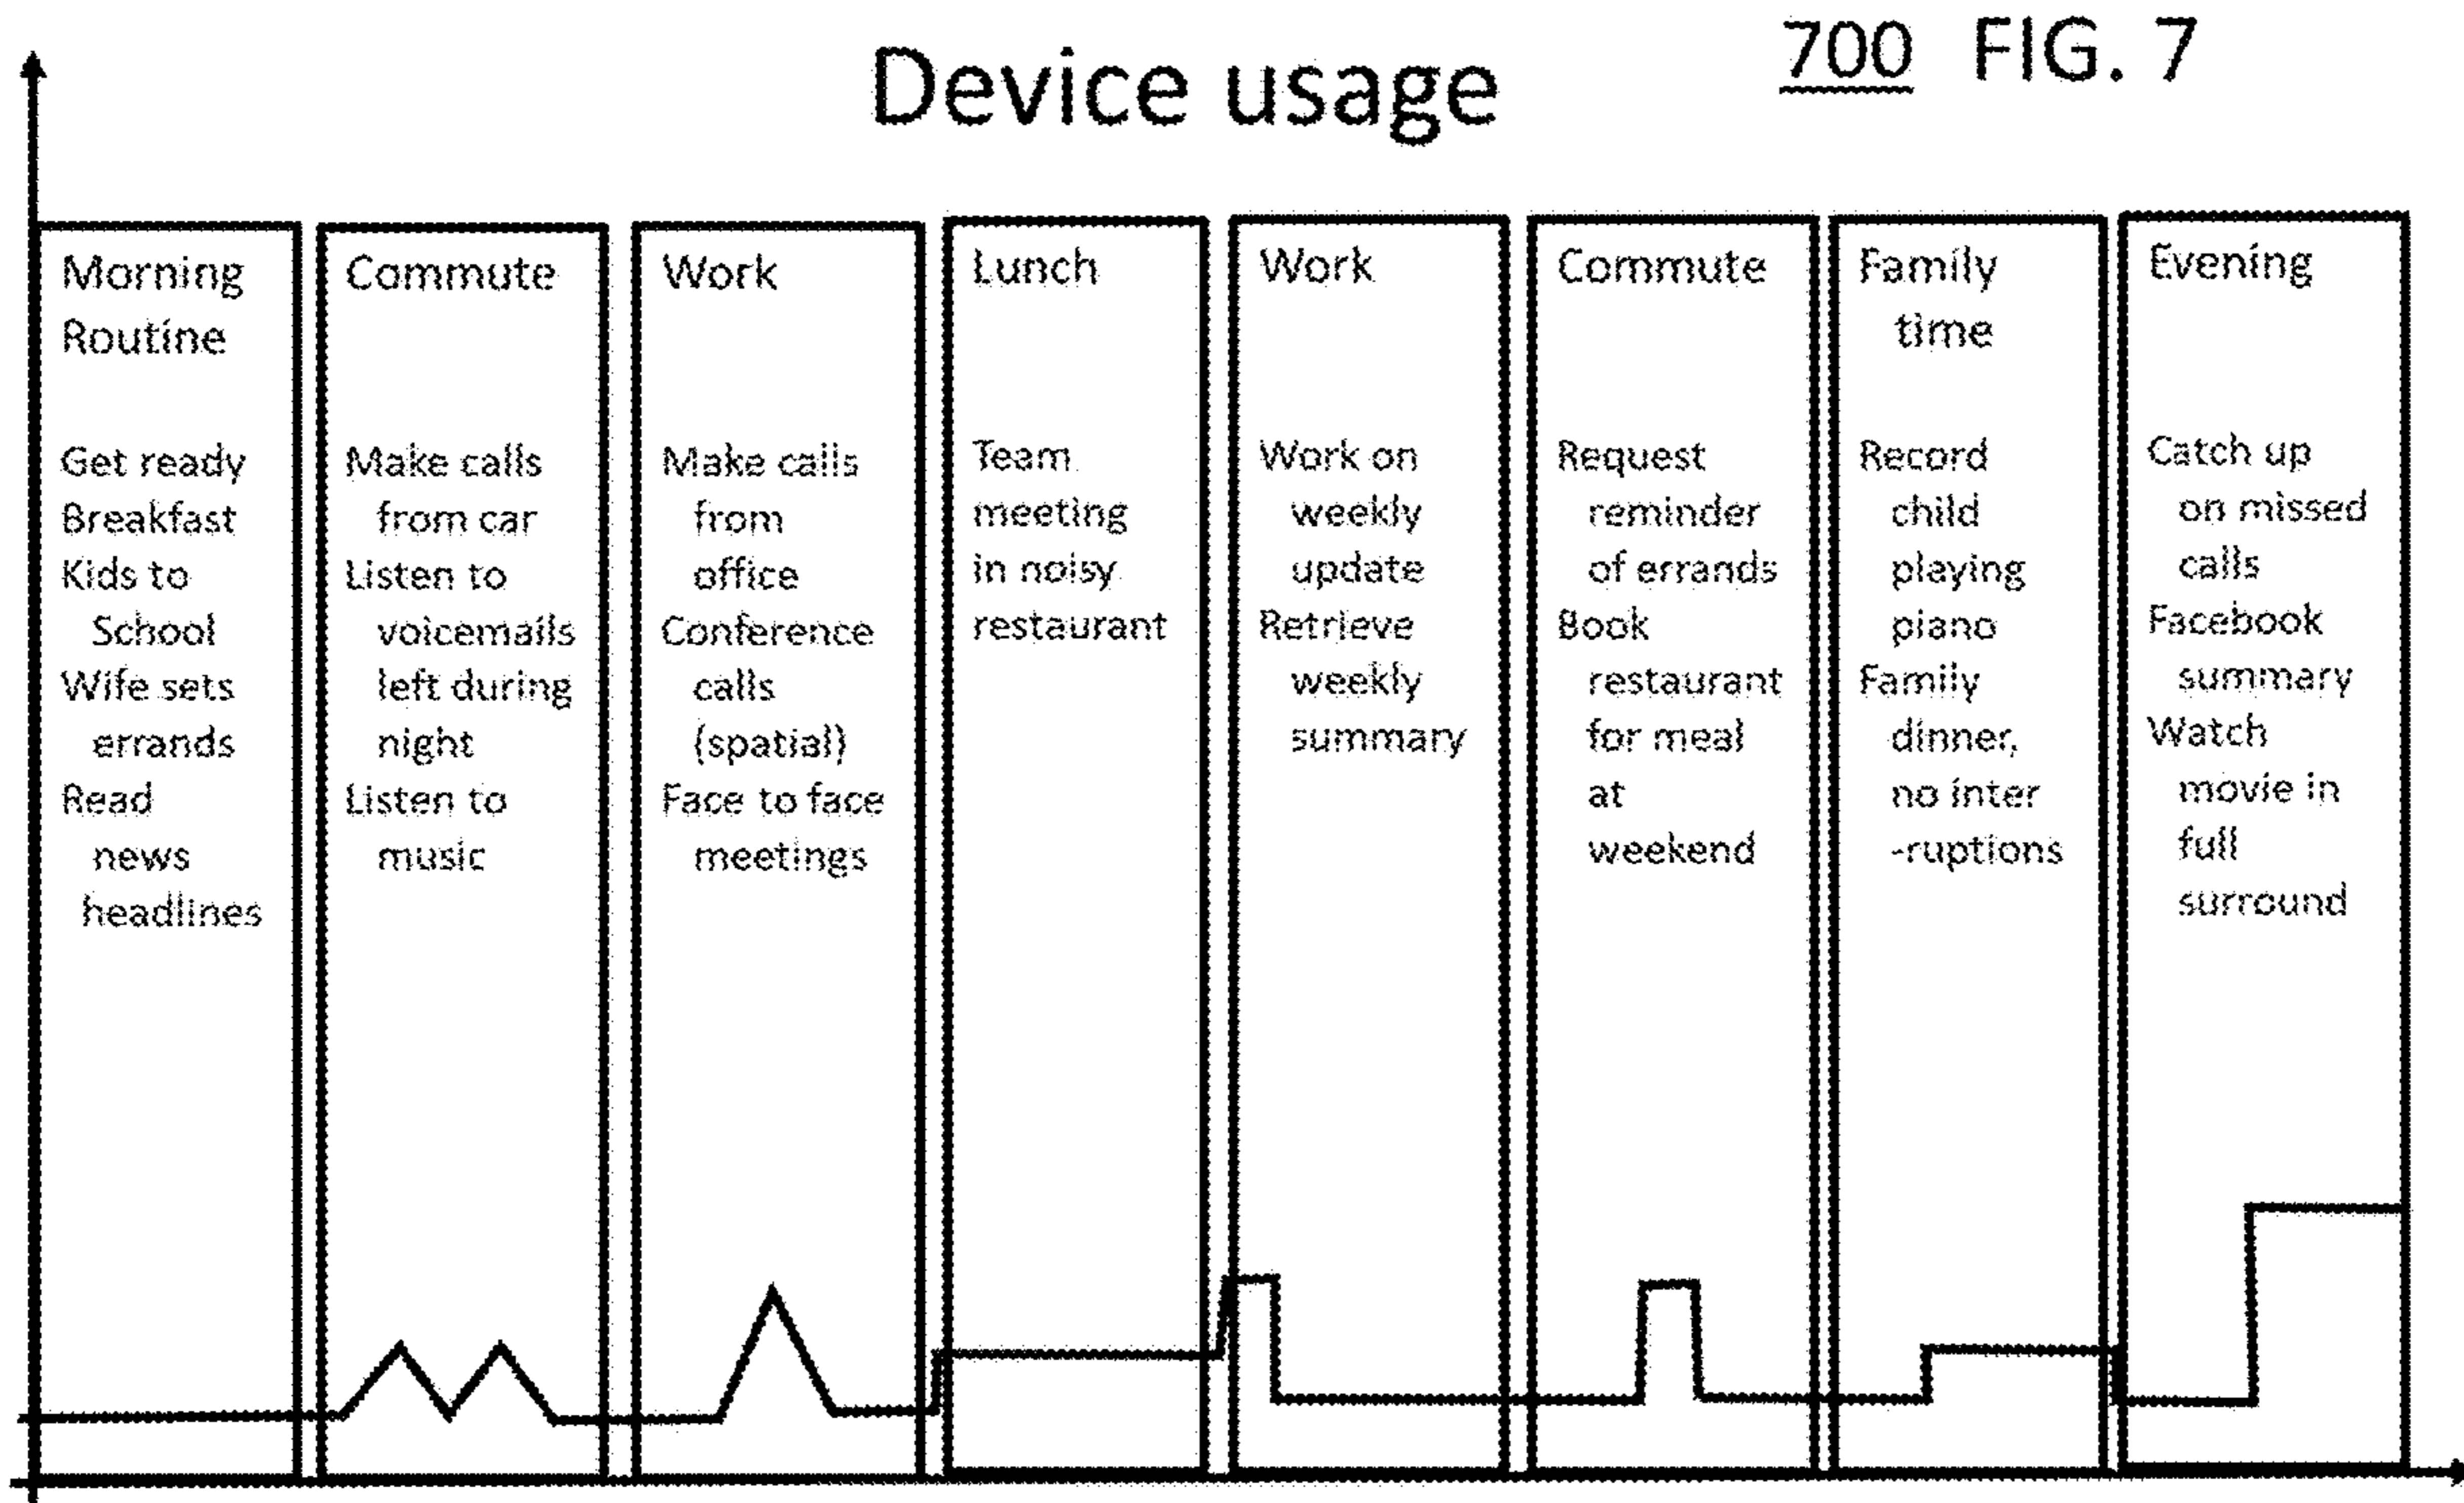 700 FIG. 7
Device usage
Morning
Routine
Get ready
Breakfast
Kids to
School
Wife sets
errands
Read
news
headlines
Commute
Make calls
from car
Listen to
voicemails
left during
night
Listen to
music
Work
Make calls
from
office
Conference
calls
(spatial)
Face to face
meetings
Lunch
Team
meeting
in noisy
restaurant
Work
Work on
weekly
update
Retrieve
weekly
summary
Commute
Request
reminder
of errands
Book
restaurant
for meal
at
weekend
Family
time
Record
child
playing
piano
Family
dinner,
no inter
-ruptions
Evening
Catch up
on missed
calls
Facebook
summary
Watch
movie in
full
surround